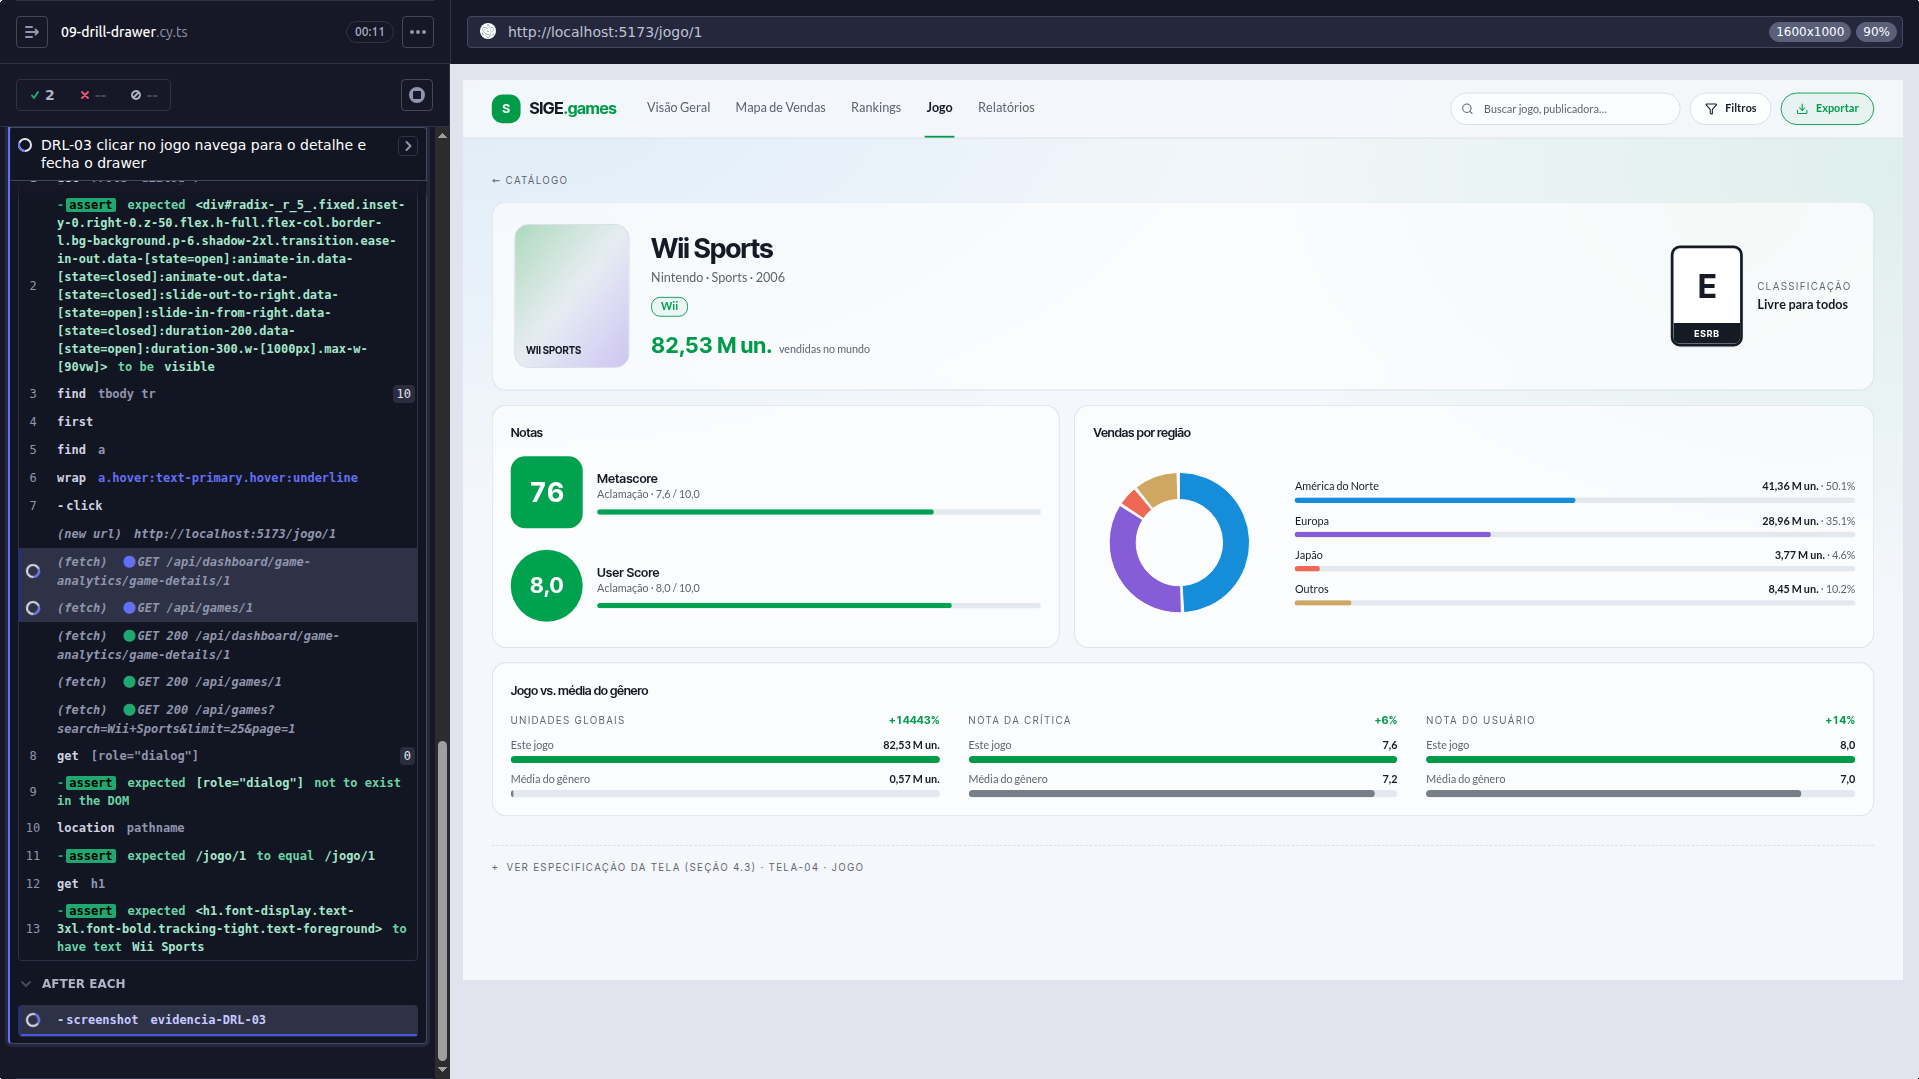 09-drill-drawer.cy.ts
00:11
2
--
--
DRL-03 clicar no jogo navega para o detalhe e
fecha o drawer
2
-assert expected <div#radix-_r_5_.fixed.inset-
y-0.right-0.z-50.flex.h-full.flex-col.border-
l.bg-background.p-6.shadow-2xl.transition.ease-
in-out.data-[state=open]:animate-in.data-
[state=closed]:animate-out.data-
[state=closed]:slide-out-to-right.data-
[state=open]:slide-in-from-right.data-
[state=closed]:duration-200.data-
[state=open]:duration-300.w-[1000px].max-w-
[90vw]> to be visible
3 find tbody tr 10
4 first
5 find a
6 wrap a.hover:text-primary.hover:underline
7 -click
(new url) http://localhost:5173/jogo/1
(fetch) GET /api/dashboard/game-
analytics/game-details/1
(fetch) GET /api/games/1
(fetch) GET 200 /api/dashboard/game-
analytics/game-details/1
(fetch) GET 200 /api/games/1
(fetch) GET 200 /api/games?
search=Wii+Sports&limit=25&page=1
8 get [role="dialog"] 0
9 -assert expected [role="dialog"] not to exist
in the DOM
10 location pathname
11 -assert expected /jogo/1 to equal /jogo/1
12 get h1
13 -assert expected <h1.font-display.text-
3xl.font-bold.tracking-tight.text-foreground> to
have text Wii Sports
AFTER EACH
-screenshot evidencia-DRL-03
http://localhost:5173/jogo/1
1600x1000 90%
S SIGE.games Visão Geral Mapa de Vendas Rankings Jogo Relatórios Buscar jogo, publicadora... Filtros Exportar
← CATÁLOGO
WII SPORTS
Wii Sports
Nintendo · Sports · 2006
Wii
82,53 M un. vendidas no mundo
E
ESRB
CLASSIFICAÇÃO
Livre para todos
Notas
76
Metascore
Aclamação · 7,6 / 10,0
8,0
User Score
Aclamação · 8,0 / 10,0
Vendas por região
América do Norte 41,36 M un. · 50.1%
Europa 28,96 M un. · 35.1%
Japão 3,77 M un. · 4.6%
Outros 8,45 M un. · 10.2%
Jogo vs. média do gênero
UNIDADES GLOBAIS +14443%
Este jogo 82,53 M un.
Média do gênero 0,57 M un.
NOTA DA CRÍTICA +6%
Este jogo 7,6
Média do gênero 7,2
NOTA DO USUÁRIO +14%
Este jogo 8,0
Média do gênero 7,0
+ VER ESPECIFICAÇÃO DA TELA (SEÇÃO 4.3) · TELA-04 · JOGO